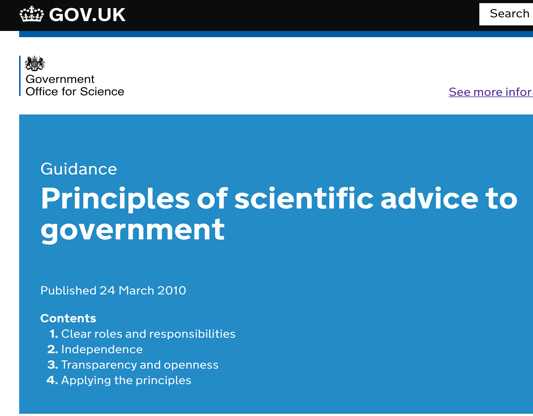 GOV.UK
Search
Government
Office for Science
See more infor
Guidance
Principles of scientific advice to
government
Published 24 March 2010
Contents
1. Clear roles and responsibilities
2. Independence
3. Transparency and openness
4. Applying the principles